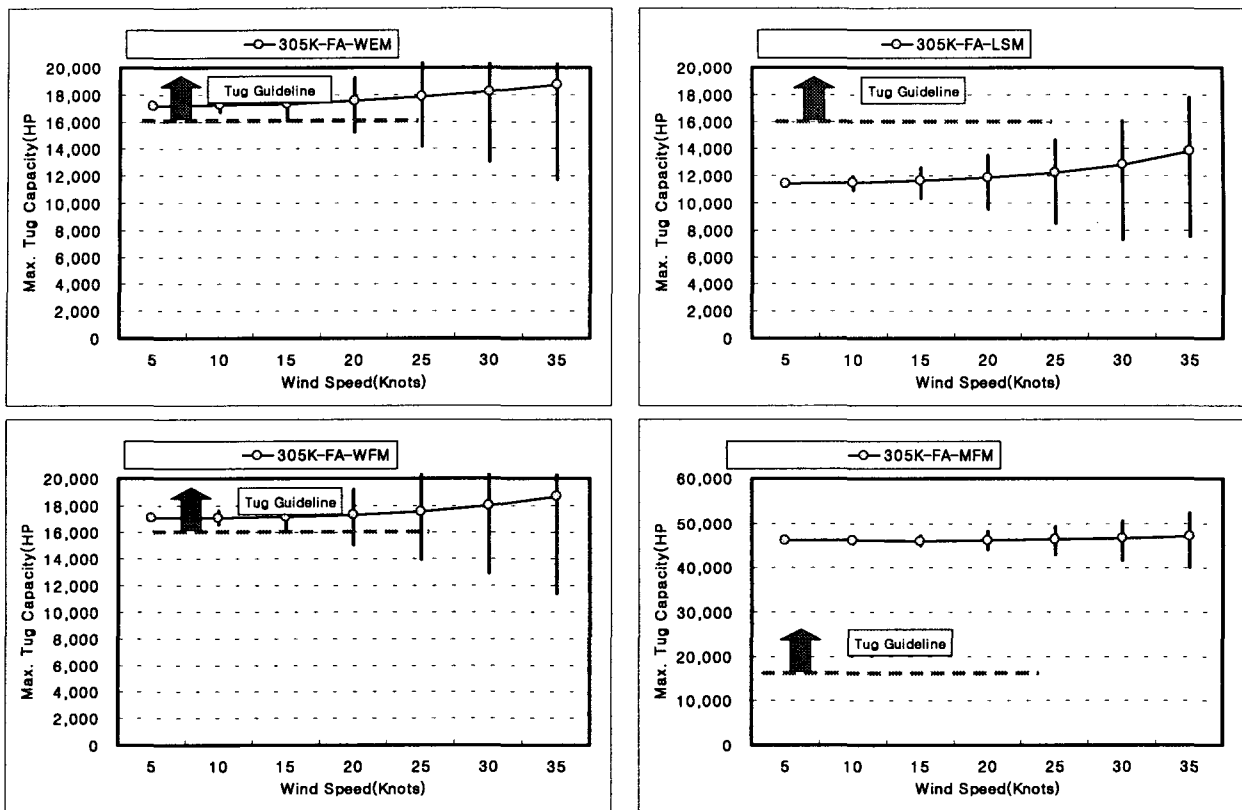 305K-FA-WEM
20,000
18,000
16,000
14,000
12,000
10,000
8,000
6,000
4,000
2,000
0
Max. Tug Capacity(HP
Tug Guideline
5 10 15 20 25 30 35
Wind Speed(Knots)
305K-FA-LSM
20,000
18,000
16,000
14,000
12,000
10,000
8,000
6,000
4,000
2,000
0
Max. Tug Capacity(HP
Tug Guideline
5 10 15 20 25 30 35
Wind Speed(Knots)
305K-FA-WFM
20,000
18,000
16,000
14,000
12,000
10,000
8,000
6,000
4,000
2,000
0
Max. Tug Capacity(HP
Tug Guideline
5 10 15 20 25 30 35
Wind Speed(Knots)
305K-FA-MFM
60,000
50,000
40,000
30,000
20,000
10,000
0
Max. Tug Capacity(HP
Tug Guideline
5 10 15 20 25 30 35
Wind Speed(Knots)